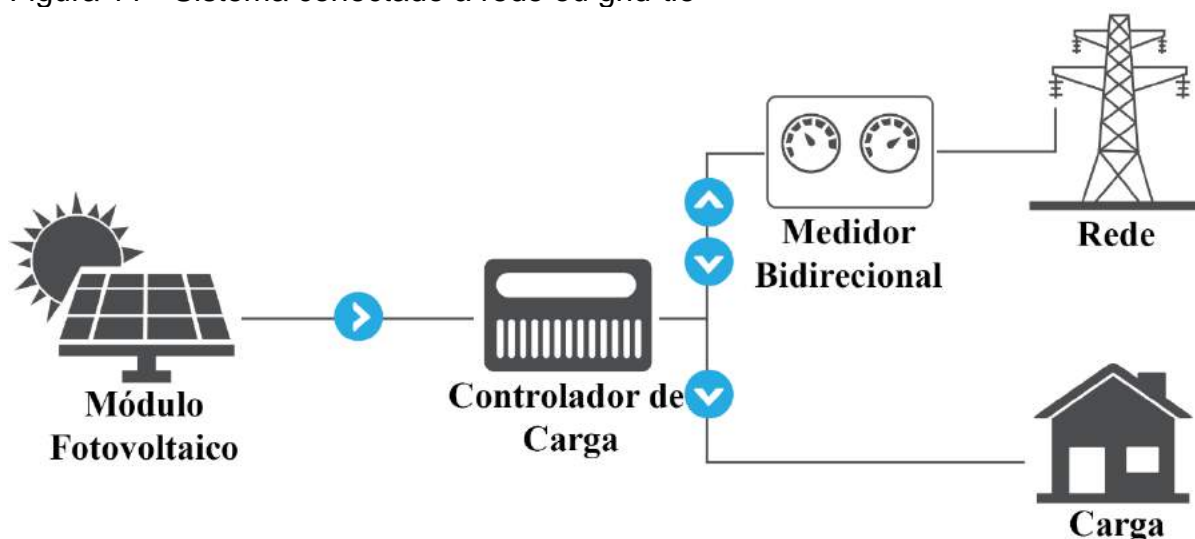 Módulo
Fotovoltaico
Controlador de
Carga
Medidor
Bidirecional
Rede
Carga